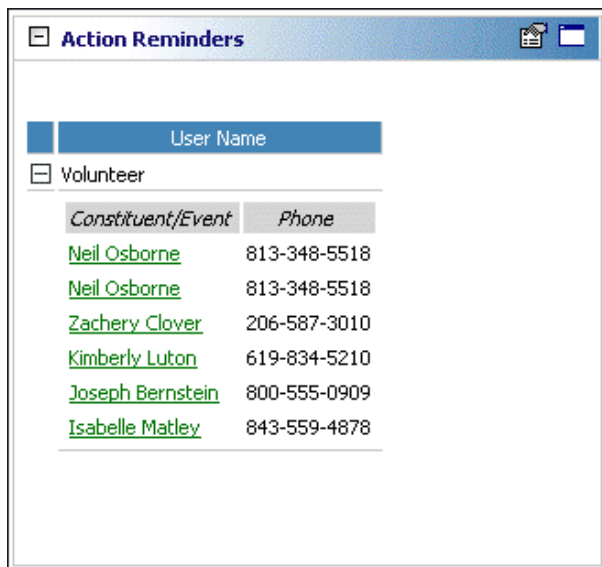 Action Reminders
User Name
Volunteer
Constituent/Event Phone
Neil Osborne 813-348-5518
Neil Osborne 813-348-5518
Zachery Clover 206-587-3010
Kimberly Luton 619-834-5210
Joseph Bernstein 800-555-0909
Isabelle Matley 843-559-4878